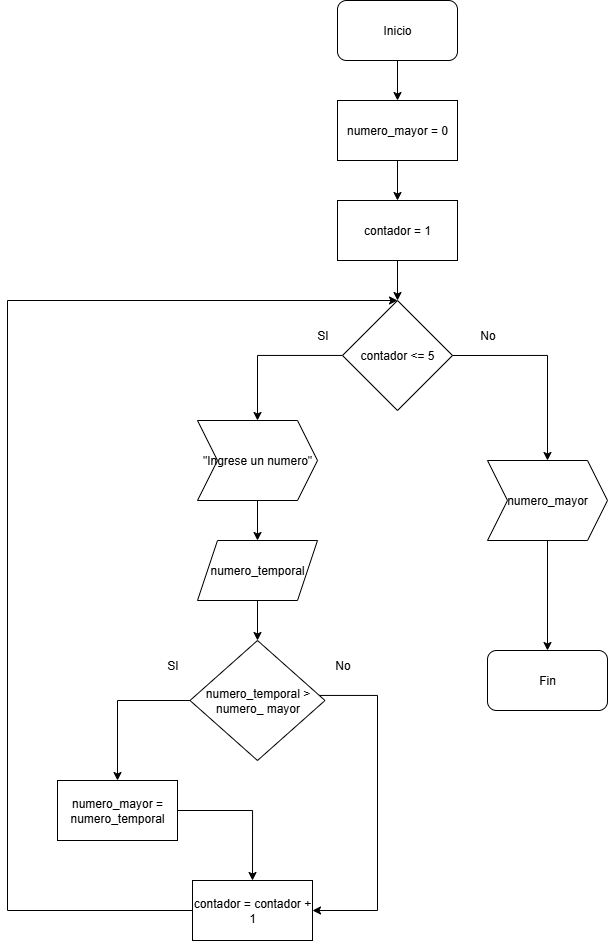 Inicio
numero_mayor = 0
contador = 1
SI
No
contador <= 5
"Ingrese un numero"
numero_mayor
numero_temporal
SI
No
numero_temporal >
numero_ mayor
Fin
numero_mayor =
numero_temporal
contador = contador +
1